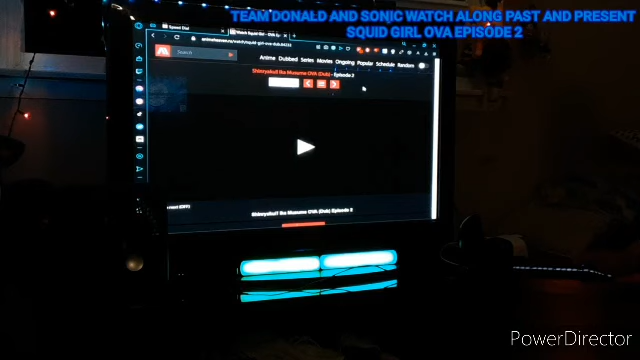 TEAM DONALD AND SONIC WATCH ALONG PAST AND PRESENT
SQUID GIRL OVA EPISODE 2
Speed Dial
Search
Anime Dubbed Series Movies Ongoing Popular Schedule Random
Shinryaku!! Ika Musume OVA (Dub) - Episode 2
Shinryaku!! Ika Musume OVA (Dub) Episode 2
PowerDirector